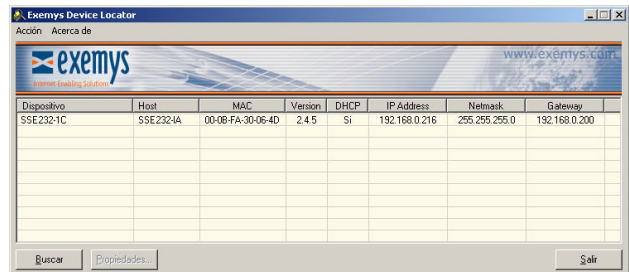 Exemys Device Locator
Acción Acerca de
exemys
Internet Enabling Solutions
www.exemys.com
Dispositivo Host MAC Version DHCP IP Address Netmask Gateway
SSE232-1C SSE232-IA 00-0B-FA-30-06-4D 2.4.5 Si 192.168.0.216 255.255.255.0 192.168.0.200
Buscar Propiedades... Salir